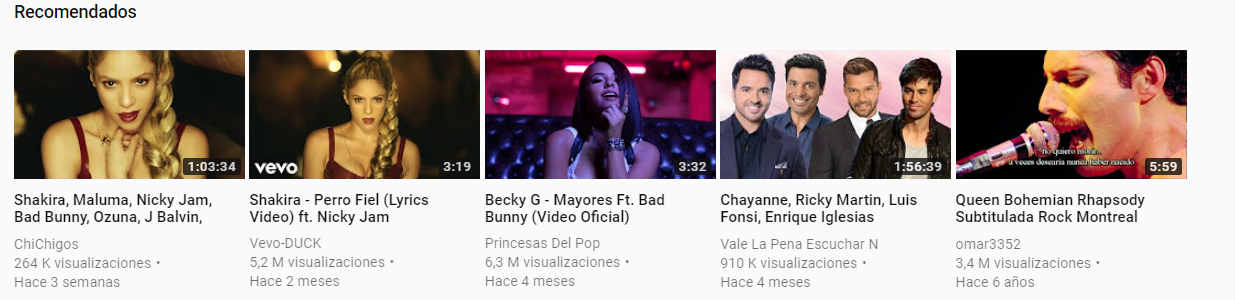 Recomendados
1:03:34
vevo
3:19
3:32
1:56:39
no quiero morir,
a veces desearía nunca haber nacido
5:59
Shakira, Maluma, Nicky Jam,
Bad Bunny, Ozuna, J Balvin,
ChiChigos
264 K visualizaciones •
Hace 3 semanas
Shakira - Perro Fiel (Lyrics
Video) ft. Nicky Jam
Vevo-DUCK
5,2 M visualizaciones •
Hace 2 meses
Becky G - Mayores Ft. Bad
Bunny (Video Oficial)
Princesas Del Pop
6,3 M visualizaciones •
Hace 4 meses
Chayanne, Ricky Martin, Luis
Fonsi, Enrique Iglesias
Vale La Pena Escuchar N
910 K visualizaciones •
Hace 4 meses
Queen Bohemian Rhapsody
Subtitulada Rock Montreal
omar3352
3,4 M visualizaciones •
Hace 6 años